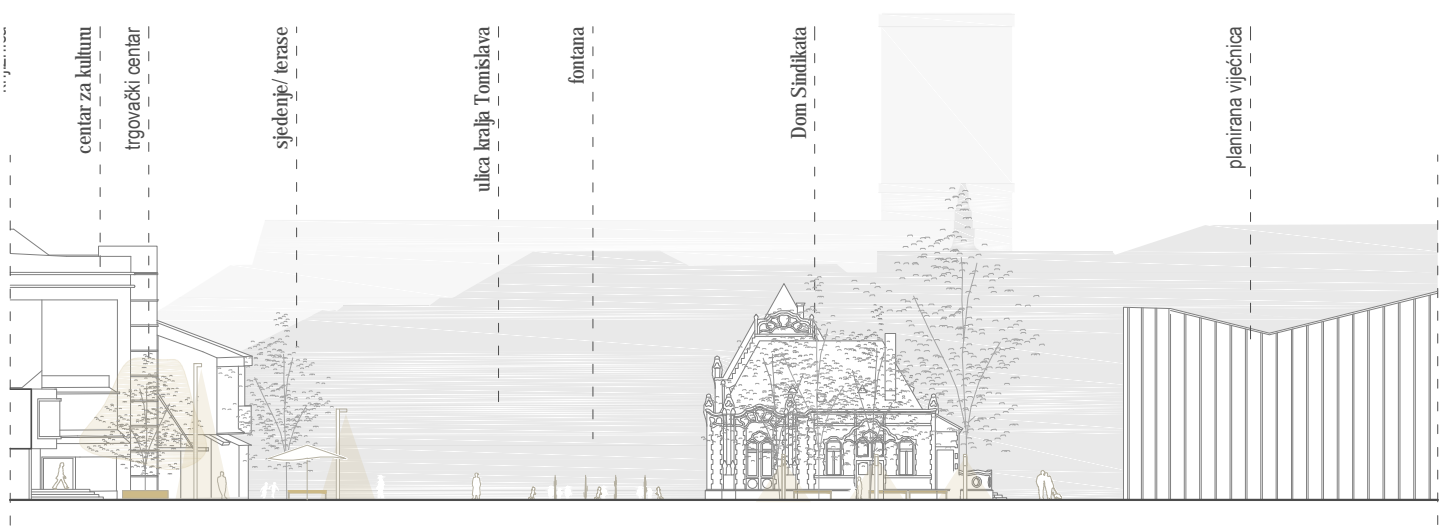 centar za kulturu
trgovački centar
sjedenje/ terase
ulica kralja Tomislava
fontana
Dom Sindikata
planirana vijećnica